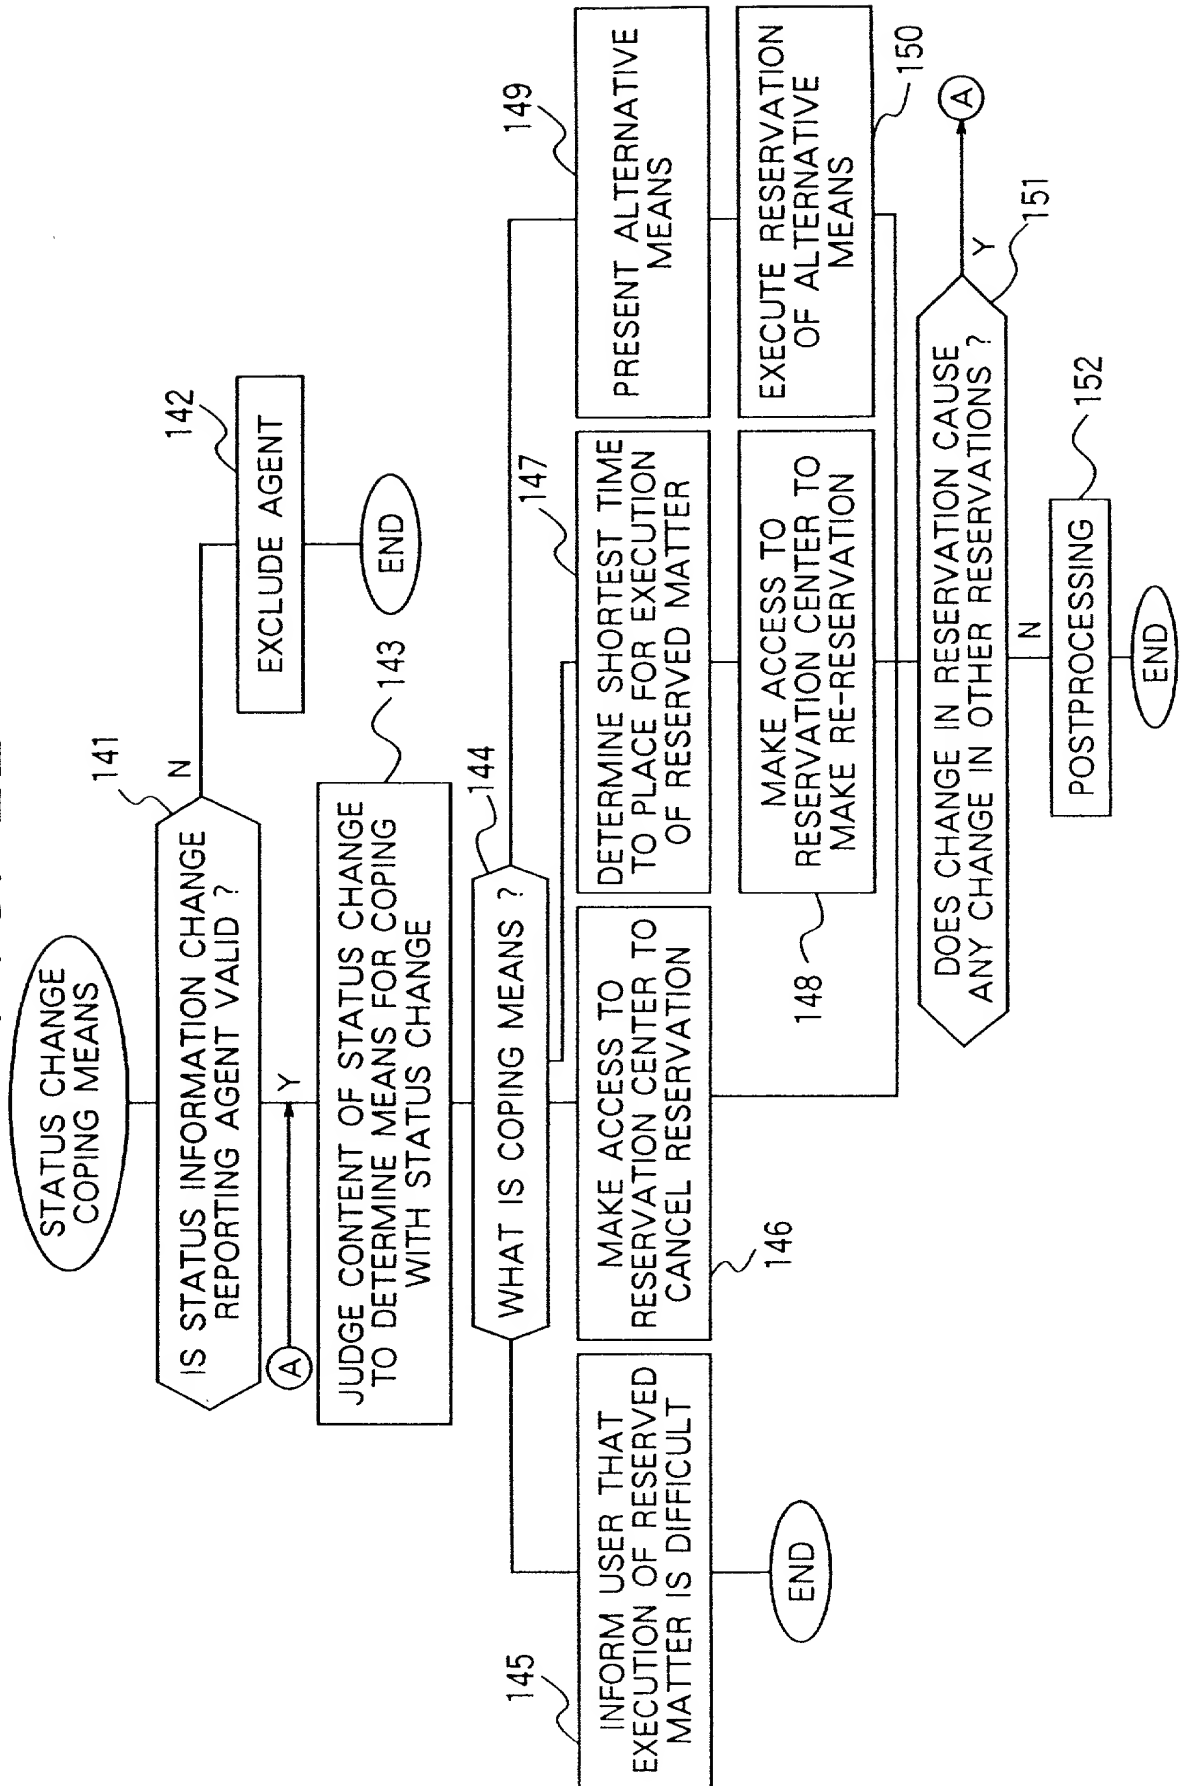 STATUS CHANGE
COPING MEANS
141
IS STATUS INFORMATION CHANGE
REPORTING AGENT VALID ?
N
142
EXCLUDE AGENT
END
Y
A
143
JUDGE CONTENT OF STATUS CHANGE
TO DETERMINE MEANS FOR COPING
WITH STATUS CHANGE
144
WHAT IS COPING MEANS ?
145
INFORM USER THAT
EXECUTION OF RESERVED
MATTER IS DIFFICULT
END
MAKE ACCESS TO
RESERVATION CENTER TO
CANCEL RESERVATION
146
147
DETERMINE SHORTEST TIME
TO PLACE FOR EXECUTION
OF RESERVED MATTER
MAKE ACCESS TO
RESERVATION CENTER TO
MAKE RE-RESERVATION
148
149
PRESENT ALTERNATIVE
MEANS
EXECUTE RESERVATION
OF ALTERNATIVE
MEANS
150
DOES CHANGE IN RESERVATION CAUSE
ANY CHANGE IN OTHER RESERVATIONS ?
151
Y
A
N
152
POSTPROCESSING
END